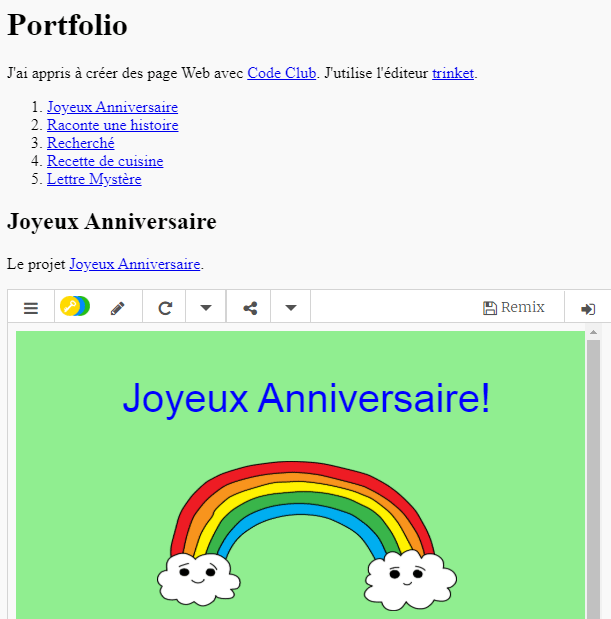 Portfolio
J'ai appris à créer des page Web avec Code Club. J'utilise l'éditeur trinket.
1. Joyeux Anniversaire
2. Raconte une histoire
3. Recherché
4. Recette de cuisine
5. Lettre Mystère
Joyeux Anniversaire
Le projet Joyeux Anniversaire.
Remix
Joyeux Anniversaire!